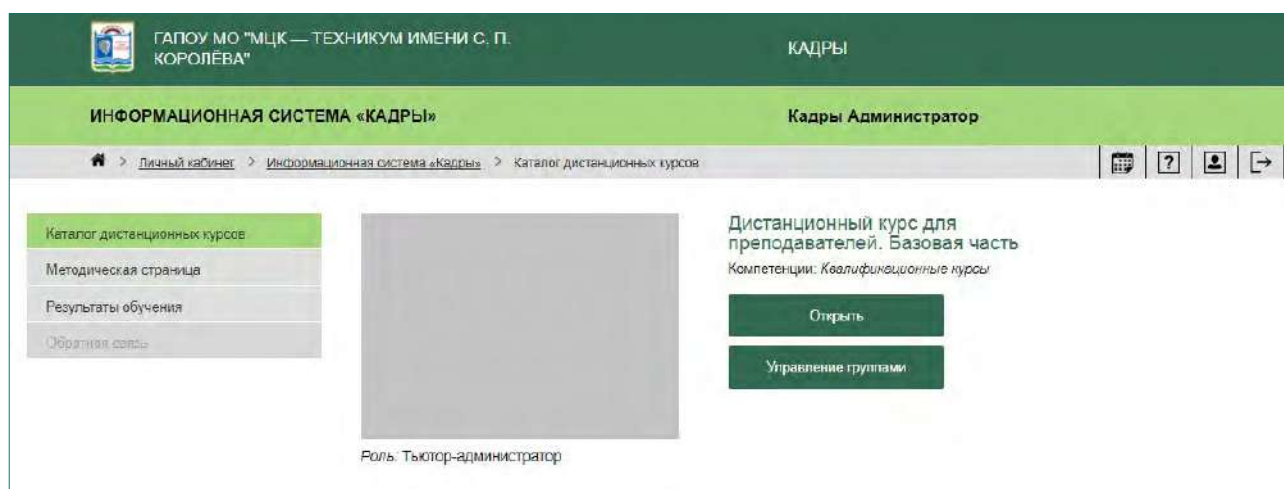 ГАПОУ МО "МЦК — ТЕХНИКУМ ИМЕНИ С. П.
КОРОЛЁВА"
КАДРЫ
ИНФОРМАЦИОННАЯ СИСТЕМА «КАДРЫ»
Кадры Администратор
> Личный кабинет > Информационная система «Кадры» > Каталог дистанционных курсов
?
Каталог дистанционных курсов
Методическая страница
Результаты обучения
Обратная связь
Роль: Тьютор-администратор
Дистанционный курс для
преподавателей. Базовая часть
Компетенции: Квалификационные курсы
Открыть
Управление группами